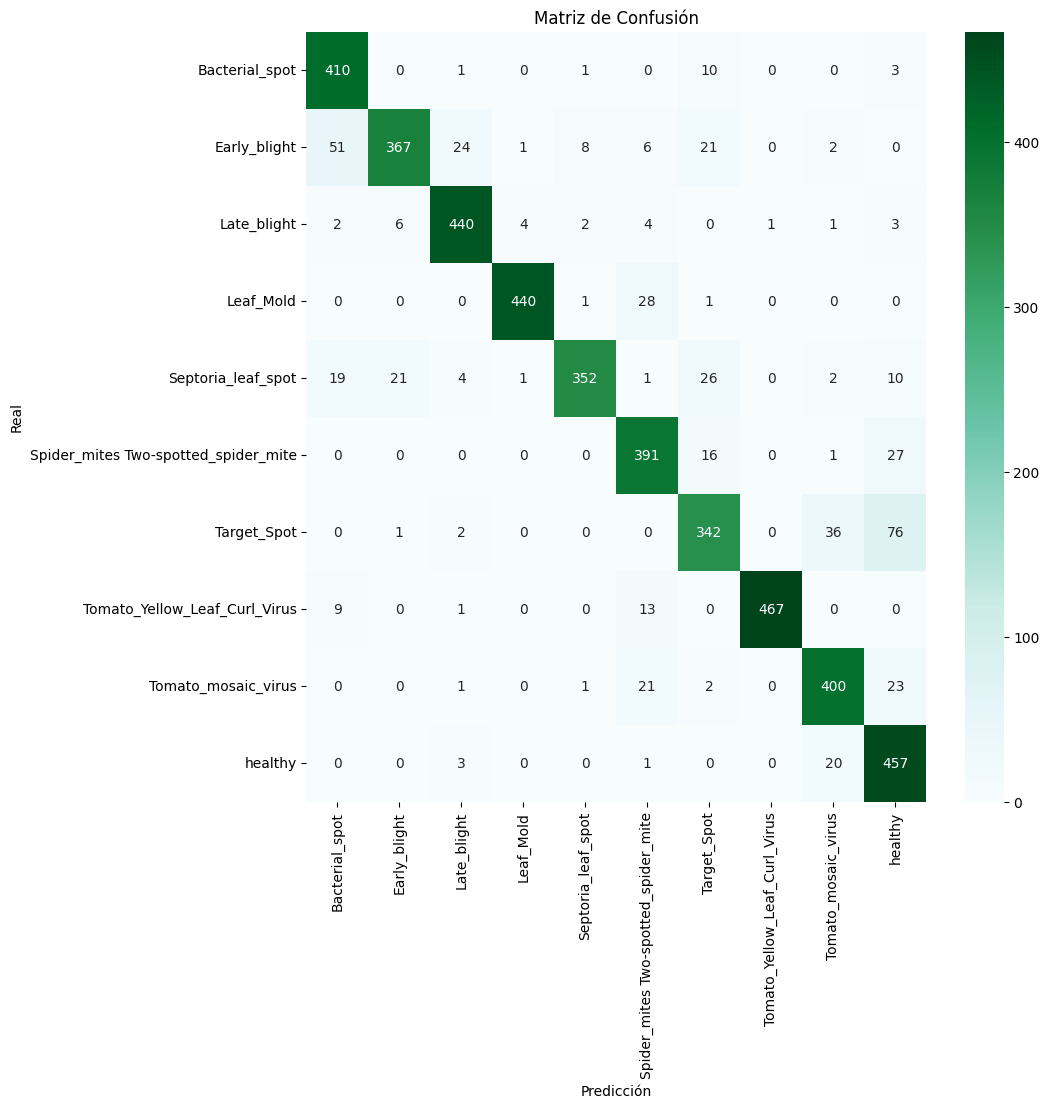 Matriz de Confusión
Bacterial_spot 410 0 1 0 1 0 10 0 0 3
Early_blight 51 367 24 1 8 6 21 0 2 0
Late_blight 2 6 440 4 2 4 0 1 1 3
Leaf_Mold 0 0 0 440 1 28 1 0 0 0
Septoria_leaf_spot 19 21 4 1 352 1 26 0 2 10
Spider_mites Two-spotted_spider_mite 0 0 0 0 0 391 16 0 1 27
Target_Spot 0 1 2 0 0 0 342 0 36 76
Tomato_Yellow_Leaf_Curl_Virus 9 0 1 0 0 13 0 467 0 0
Tomato_mosaic_virus 0 0 1 0 1 21 2 0 400 23
healthy 0 0 3 0 0 1 0 0 20 457
Real
Bacterial_spot
Early_blight
Late_blight
Leaf_Mold
Septoria_leaf_spot
Spider_mites Two-spotted_spider_mite
Target_Spot
Tomato_Yellow_Leaf_Curl_Virus
Tomato_mosaic_virus
healthy
Predicción
400
300
200
100
0